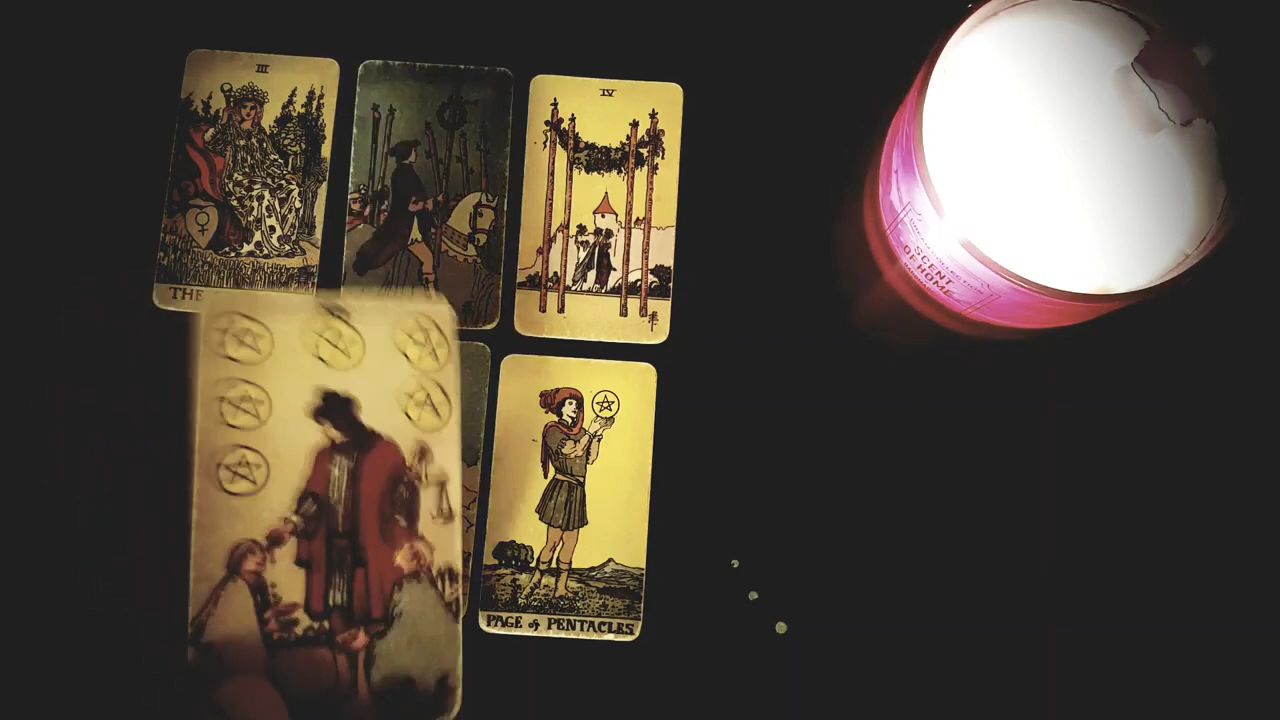 III
IV
THE
PAGE of PENTACLES
SCENT
OF HOME